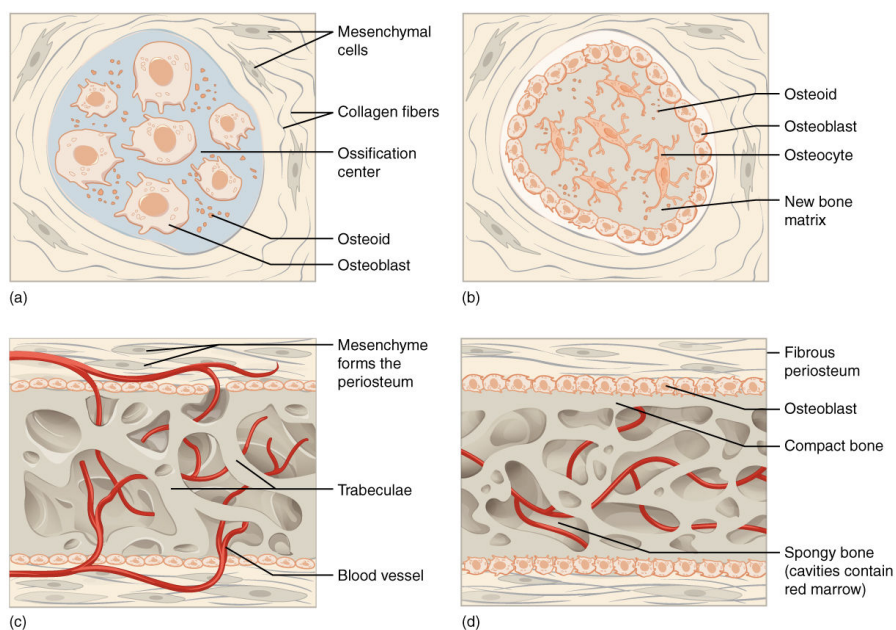 Mesenchymal
cells
Collagen fibers
Ossification
center
Osteoid
Osteoblast
(a)
Osteoid
Osteoblast
Osteocyte
New bone
matrix
(b)
Mesenchyme
forms the
periosteum
Trabeculae
Blood vessel
(c)
Fibrous
periosteum
Osteoblast
Compact bone
Spongy bone
(cavities contain
red marrow)
(d)